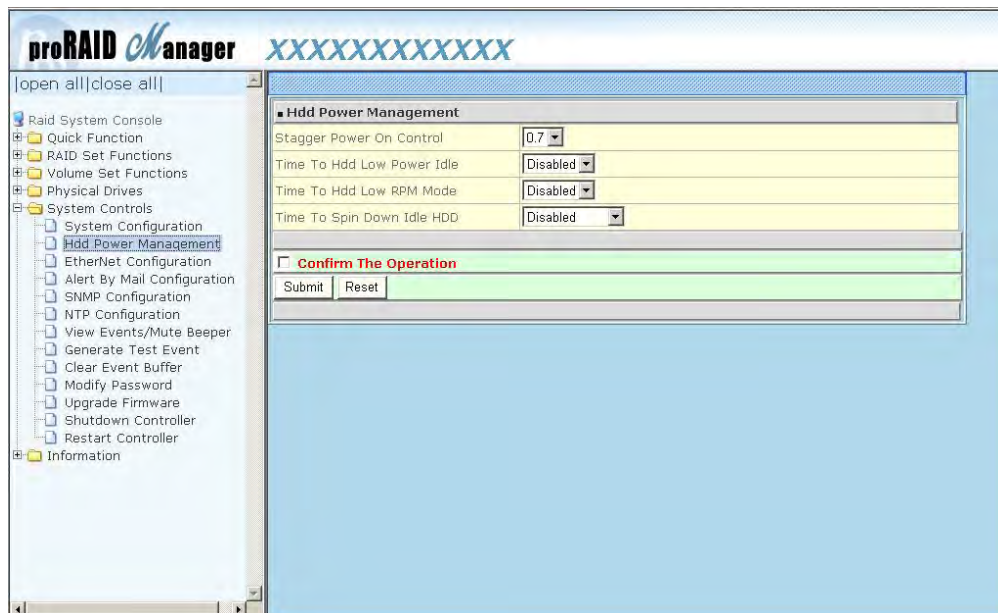 proRAID Manager XXXXXXXXXXXX
|open all|close all|
Raid System Console
Quick Function
RAID Set Functions
Volume Set Functions
Physical Drives
System Controls
System Configuration
Hdd Power Management
EtherNet Configuration
Alert By Mail Configuration
SNMP Configuration
NTP Configuration
View Events/Mute Beeper
Generate Test Event
Clear Event Buffer
Modify Password
Upgrade Firmware
Shutdown Controller
Restart Controller
Information
Hdd Power Management
Stagger Power On Control 0.7
Time To Hdd Low Power Idle Disabled
Time To Hdd Low RPM Mode Disabled
Time To Spin Down Idle HDD Disabled
Confirm The Operation
Submit Reset